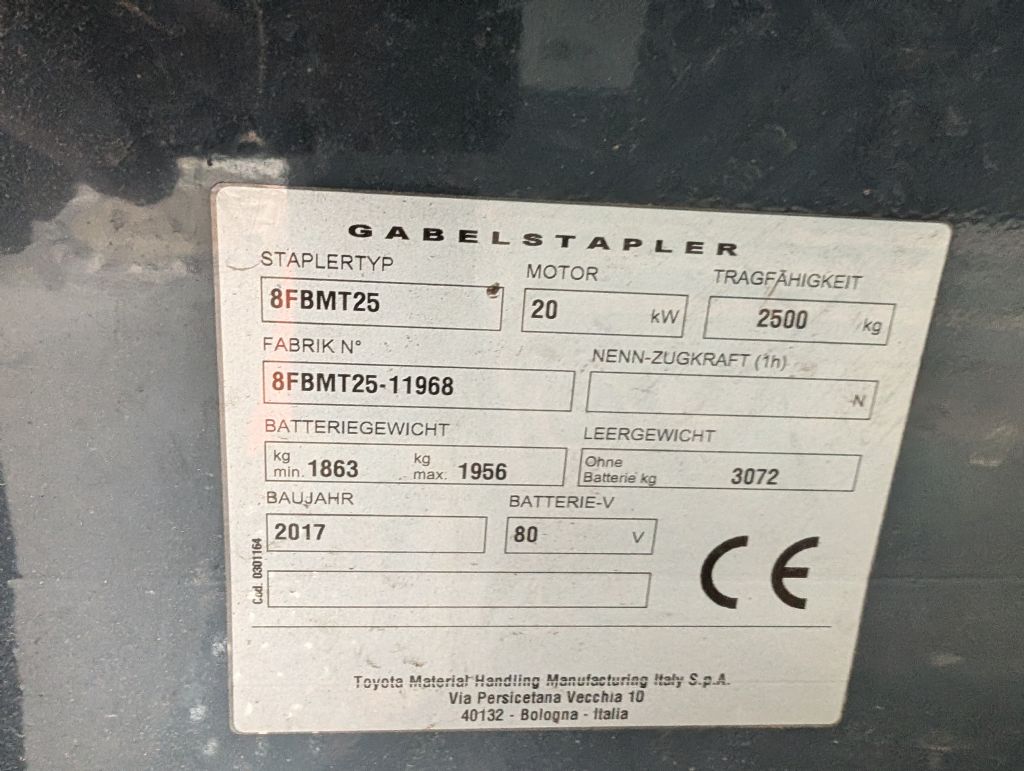 GABELSTAPLER
STAPLERTYP MOTOR TRAGFÄHIGKEIT
8FBMT25 20 kW 2500 kg
FABRIK N° NENN-ZUGKRAFT (1h)
8FBMT25-11968 N
BATTERIEGEWICHT LEERGEWICHT
kg min. 1863 kg max. 1956 Ohne Batterie kg 3072
BAUJAHR BATTERIE-V
2017 80 V
CE
Cod. 0301164
Toyota Material Handling Manufacturing Italy S.p.A.
Via Persicetana Vecchia 10
40132 - Bologna - Italia